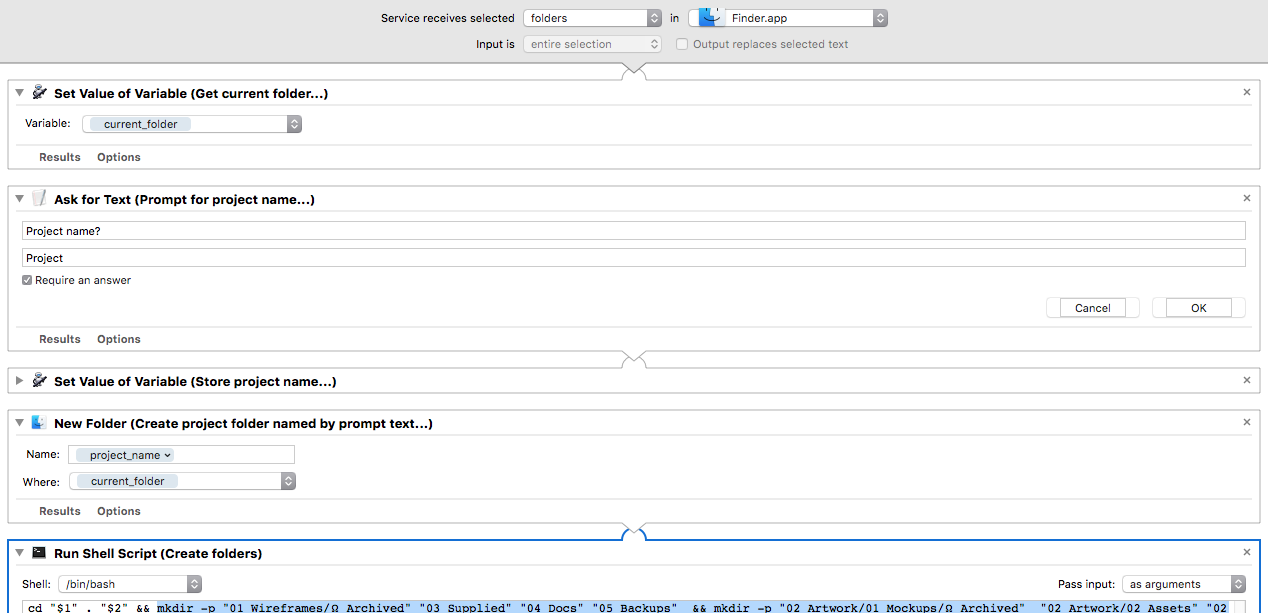 Service receives selected folders in Finder.app
Input is entire selection Output replaces selected text
Set Value of Variable (Get current folder...)
Variable: current_folder
Results Options
Ask for Text (Prompt for project name...)
Project name?
Project
Require an answer
Cancel OK
Results Options
Set Value of Variable (Store project name...)
New Folder (Create project folder named by prompt text...)
Name: project_name
Where: current_folder
Results Options
Run Shell Script (Create folders)
Shell: /bin/bash Pass input: as arguments
cd "$1" . "$2" && mkdir -p "01 Wireframes/Ω Archived" "03 Supplied" "04 Docs" "05 Backups" && mkdir -p "02 Artwork/01 Mockups/Ω Archived" "02 Artwork/02 Assets" "02